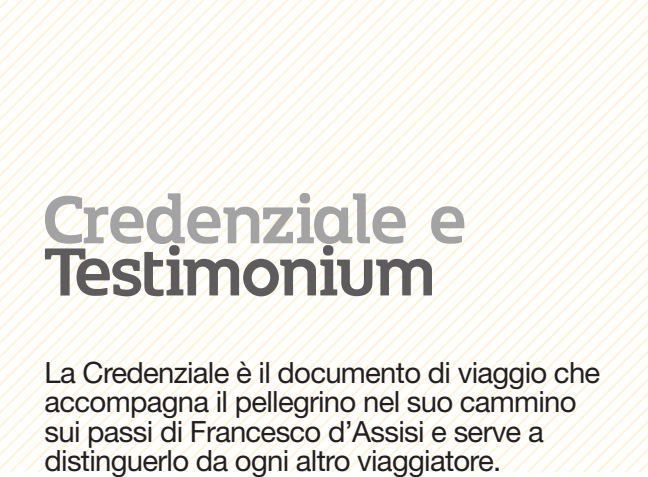 Credenziale e
Testimonium
La Credenziale è il documento di viaggio che
accompagna il pellegrino nel suo cammino
sui passi di Francesco d’Assisi e serve a
distinguerlo da ogni altro viaggiatore.